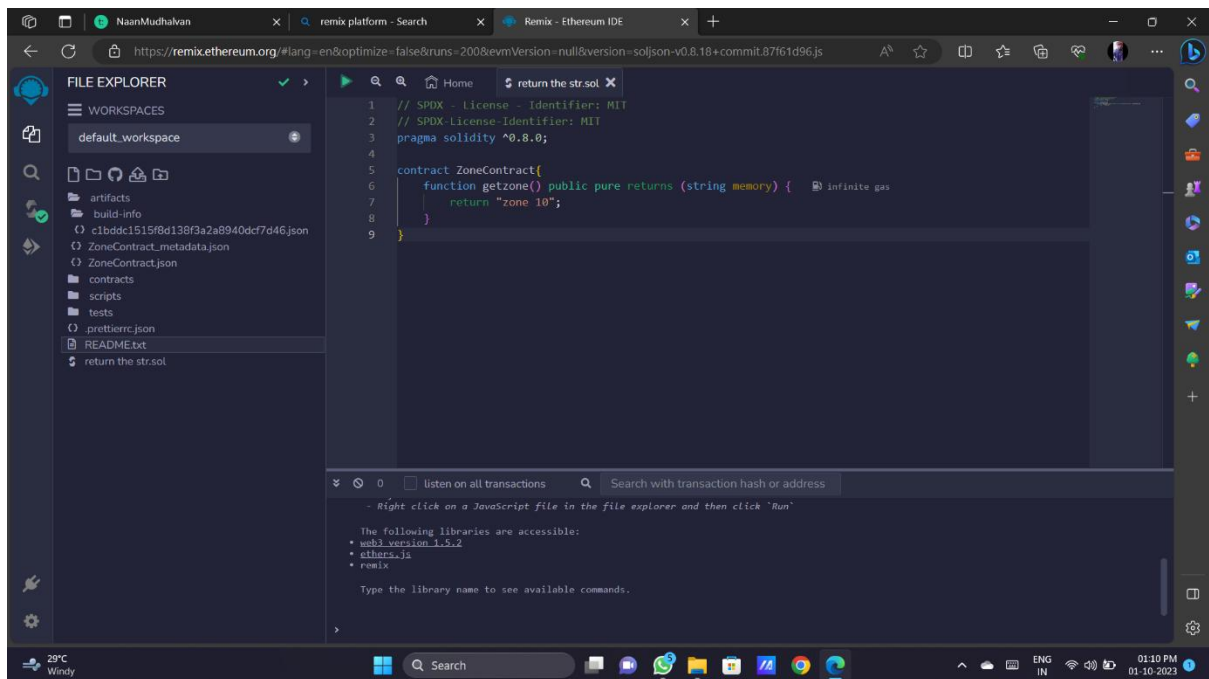 NaanMudhalvan
remix platform - Search
Remix - Ethereum IDE
https://remix.ethereum.org/#lang=en&optimize=false&runs=200&evmVersion=null&version=soljson-v0.8.18+commit.87f61d96.js
FILE EXPLORER
WORKSPACES
default_workspace
artifacts
build-info
c1bddc1515f8d138f3a2a8940dcf7d46.json
ZoneContract_metadata.json
ZoneContract.json
contracts
scripts
tests
.prettierrc.json
README.txt
return the str.sol
Home
return the str.sol
1 // SPDX - License - Identifier: MIT
2 // SPDX-License-Identifier: MIT
3 pragma solidity ^0.8.0;
4
5 contract ZoneContract{
6 function getzone() public pure returns (string memory) { infinite gas
7 return "zone 10";
8 }
9 }
0 listen on all transactions Search with transaction hash or address
- Right click on a JavaScript file in the file explorer and then click `Run`
The following libraries are accessible:
• web3 version 1.5.2
• ethers.js
• remix
Type the library name to see available commands.
>
29°C
Windy
Search
ENG
IN
01:10 PM
01-10-2023
1